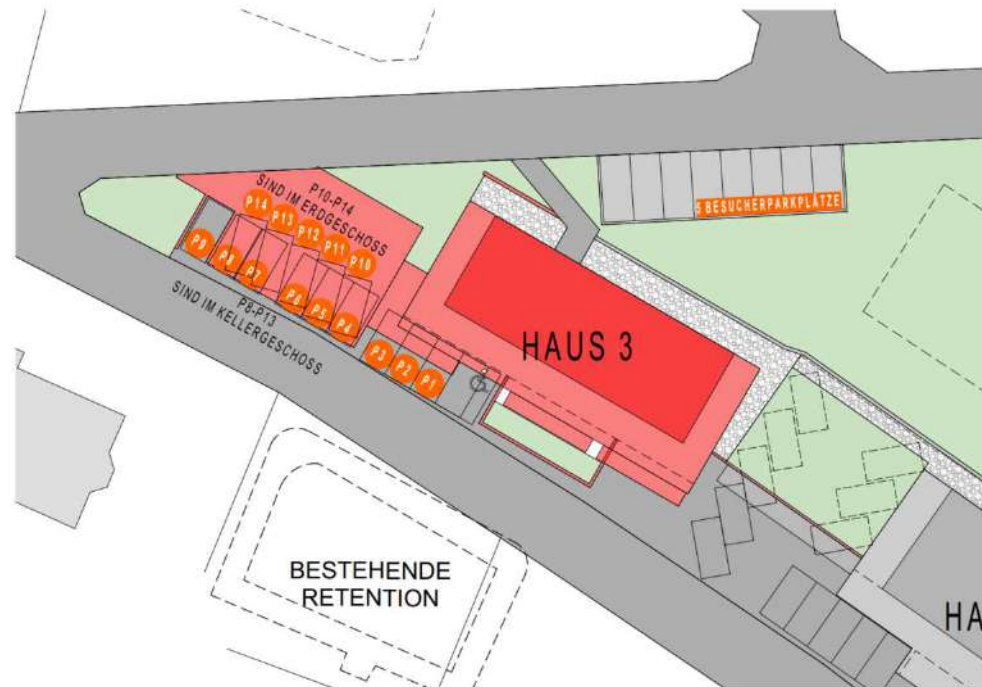 P10-P14
SIND IM ERDGESCHOSS
P14
P13
P12
P11
P10
P9
P8
P7
P6
P5
P4
P3
P2
P1
P8-P13
SIND IM KELLERGESCHOSS
BESUCHERPARKPLÄTZE
HAUS 3
BESTEHENDE
RETENTION
HA